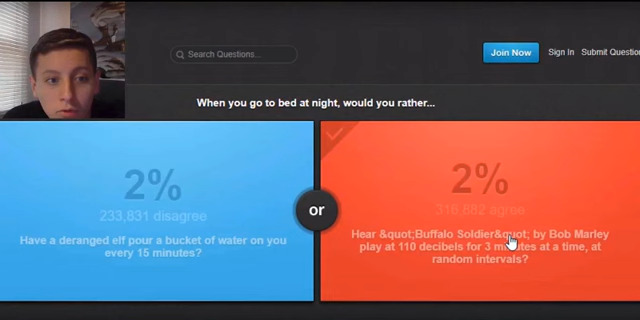 Search Questions...
Join Now
Sign In
Submit Question
When you go to bed at night, would you rather...
2%
233,831 disagree
Have a deranged elf pour a bucket of water on you
every 15 minutes?
or
2%
318,882 agree
Hear &quot;Buffalo Soldier&quot; by Bob Marley
play at 110 decibels for 3 minutes at a time, at
random intervals?